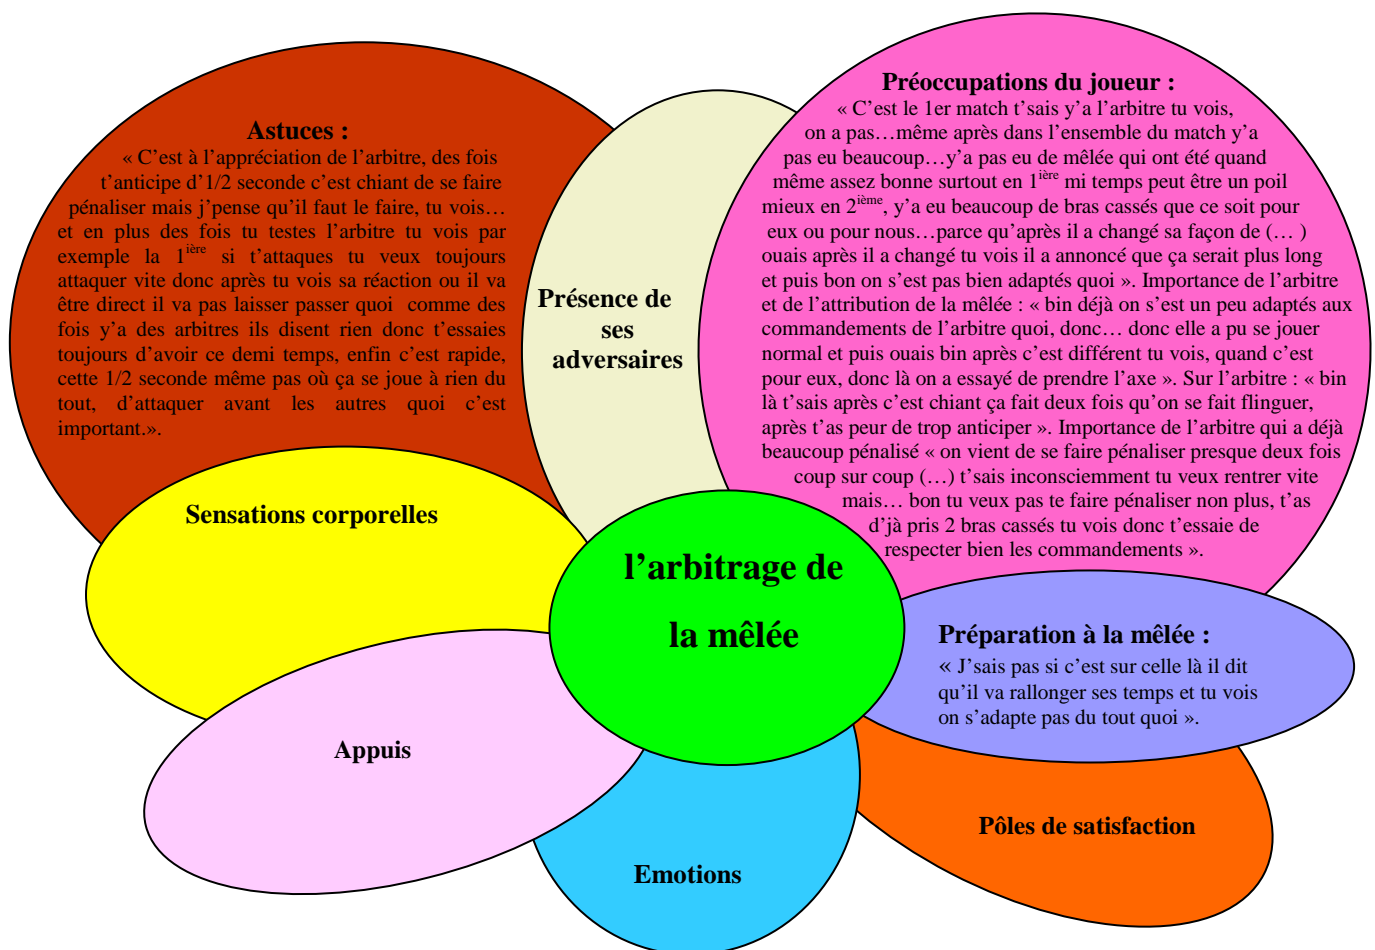 Astuces :
« C'est à l'appréciation de l'arbitre, des fois
t'anticipe d'1/2 seconde c'est chiant de se faire
pénaliser mais j'pense qu'il faut le faire, tu vois…
et en plus des fois tu testes l'arbitre tu vois par
exemple la 1ière si t'attaques tu veux toujours
attaquer vite donc après tu vois sa réaction ou il va
être direct il va pas laisser passer quoi comme des
fois y'a des arbitres ils disent rien donc t'essaies
toujours d'avoir ce demi temps, enfin c'est rapide,
cette 1/2 seconde même pas où ça se joue à rien du
tout, d'attaquer avant les autres quoi c'est
important.».
Présence de
ses
adversaires
Préoccupations du joueur :
« C'est le 1er match t'sais y'a l'arbitre tu vois,
on a pas…même après dans l'ensemble du match y'a
pas eu beaucoup…y'a pas eu de mêlée qui ont été quand
même assez bonne surtout en 1ière mi temps peut être un poil
mieux en 2ième, y'a eu beaucoup de bras cassés que ce soit pour
eux ou pour nous…parce qu'après il a changé sa façon de (… )
ouais après il a changé tu vois il a annoncé que ça serait plus long
et puis bon on s'est pas bien adaptés quoi ». Importance de l'arbitre
et de l'attribution de la mêlée : « bin déjà on s'est un peu adaptés aux
commandements de l'arbitre quoi, donc… donc elle a pu se jouer
normal et puis ouais bin après c'est différent tu vois, quand c'est
pour eux, donc là on a essayé de prendre l'axe ». Sur l'arbitre : « bin
là t'sais après c'est chiant ça fait deux fois qu'on se fait flinguer,
après t'as peur de trop anticiper ». Importance de l'arbitre qui a déjà
beaucoup pénalisé « on vient de se faire pénaliser presque deux fois
coup sur coup (…) t'sais inconsciemment tu veux rentrer vite
mais… bon tu veux pas te faire pénaliser non plus, t'as
d'jà pris 2 bras cassés tu vois donc t'essaie de
respecter bien les commandements ».
Sensations corporelles
l'arbitrage de
la mêlée
Préparation à la mêlée :
« J'sais pas si c'est sur celle là il dit
qu'il va rallonger ses temps et tu vois
on s'adapte pas du tout quoi ».
Appuis
Pôles de satisfaction
Emotions